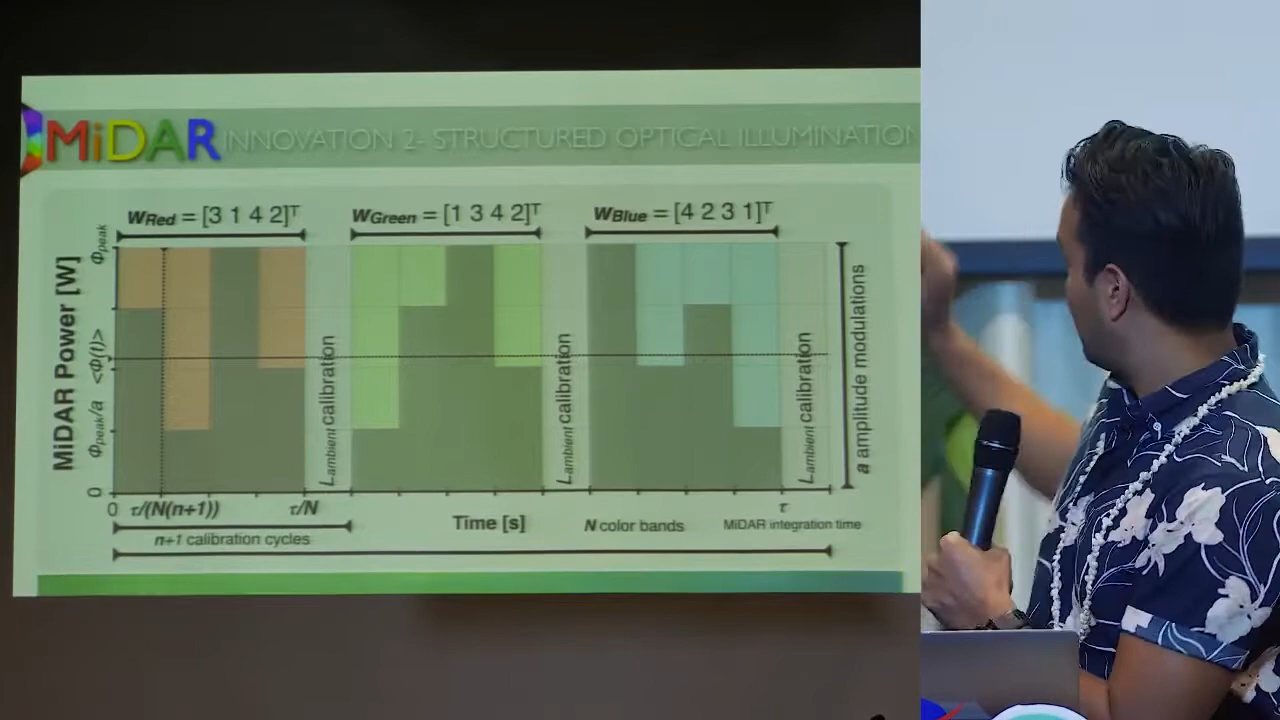 MiDAR INNOVATION 2- STRUCTURED OPTICAL ILLUMINATION
wRed = [3 1 4 2]ᵀ
wGreen = [1 3 4 2]ᵀ
wBlue = [4 2 3 1]ᵀ
MiDAR Power [W]
Φpeak
<Φ(t)>
Φpeak/a
0
Lambient calibration
Lambient calibration
Lambient calibration
a amplitude modulations
0 τ/(N(n+1)) τ/N
τ
Time [s]
N color bands
MiDAR integration time
n+1 calibration cycles